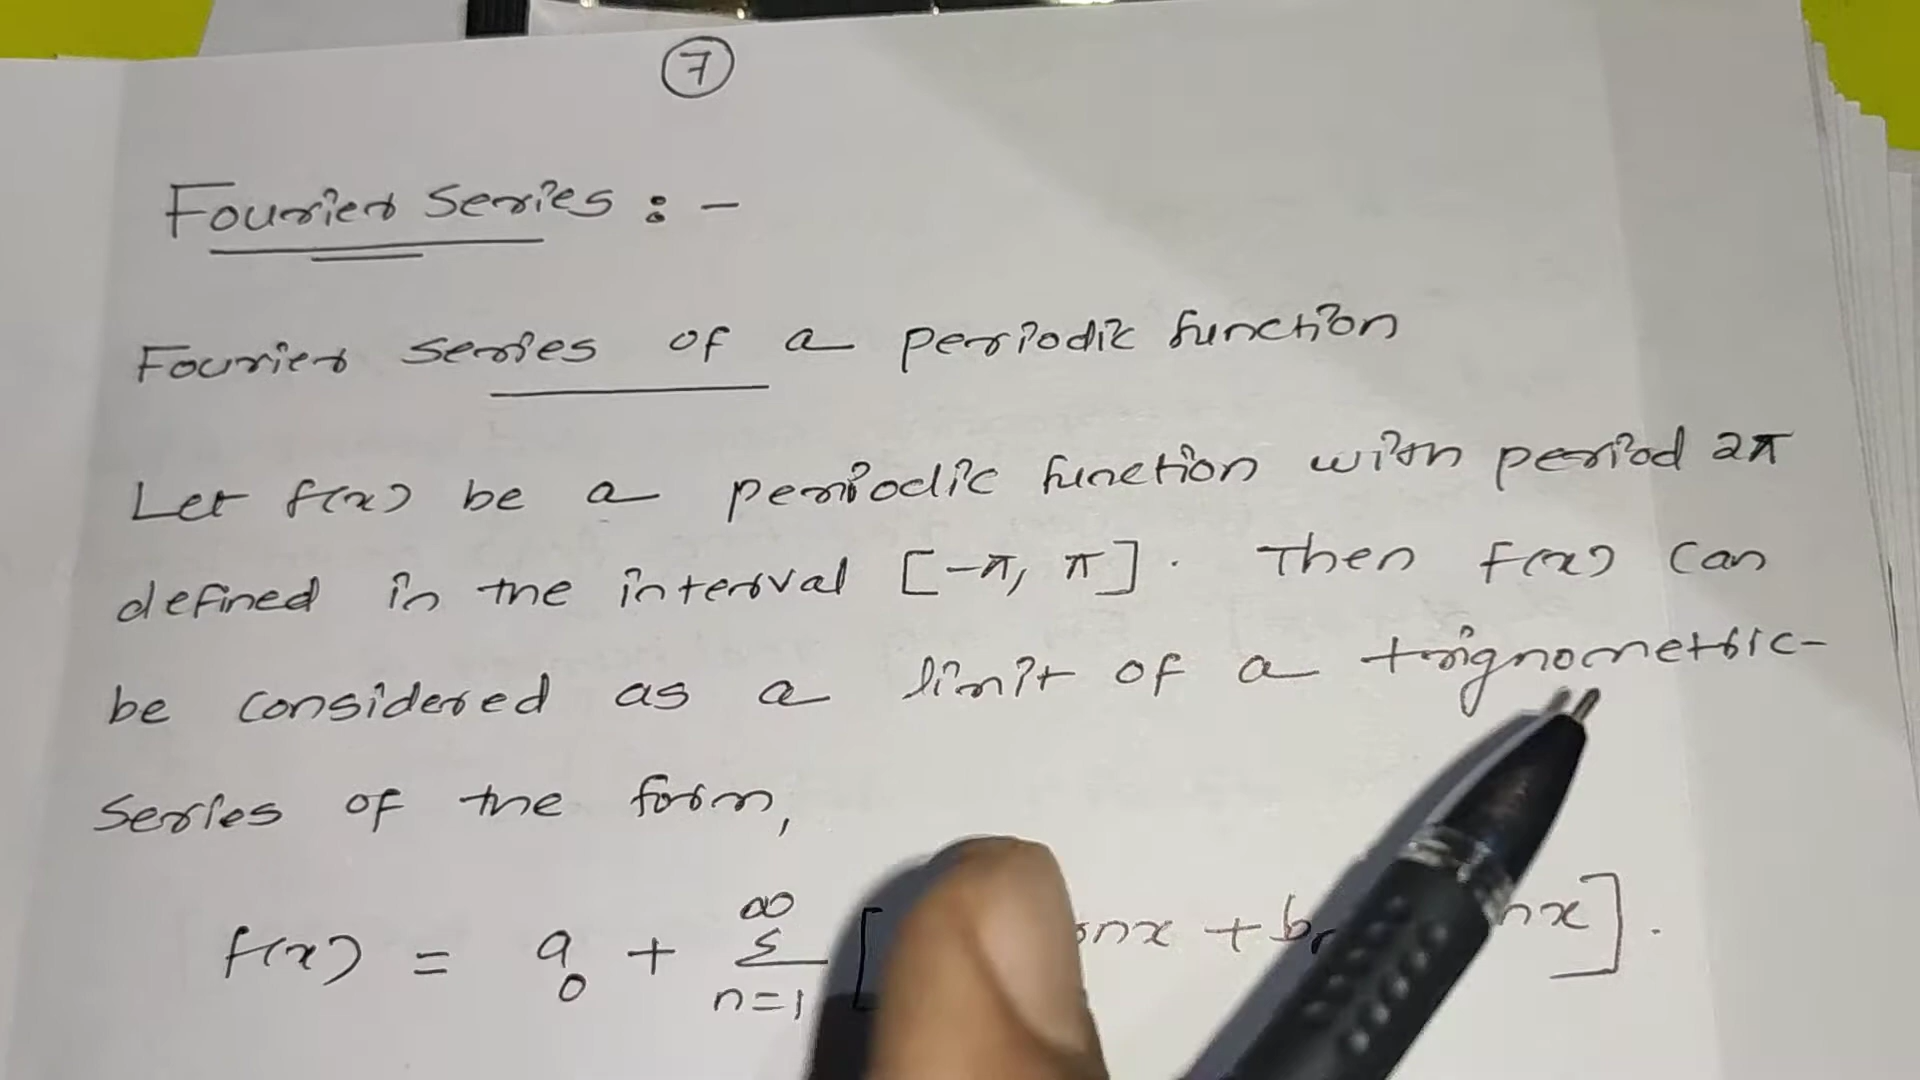 7
Fourier Series : -
Fourier series of a periodic function
Let f(x) be a periodic function with period 2π
defined in the interval [-π, π]. Then f(x) can
be considered as a limit of a trignometric-
series of the form,
f(x) = a₀ + ∞Σn=1 [ nx + b nx].